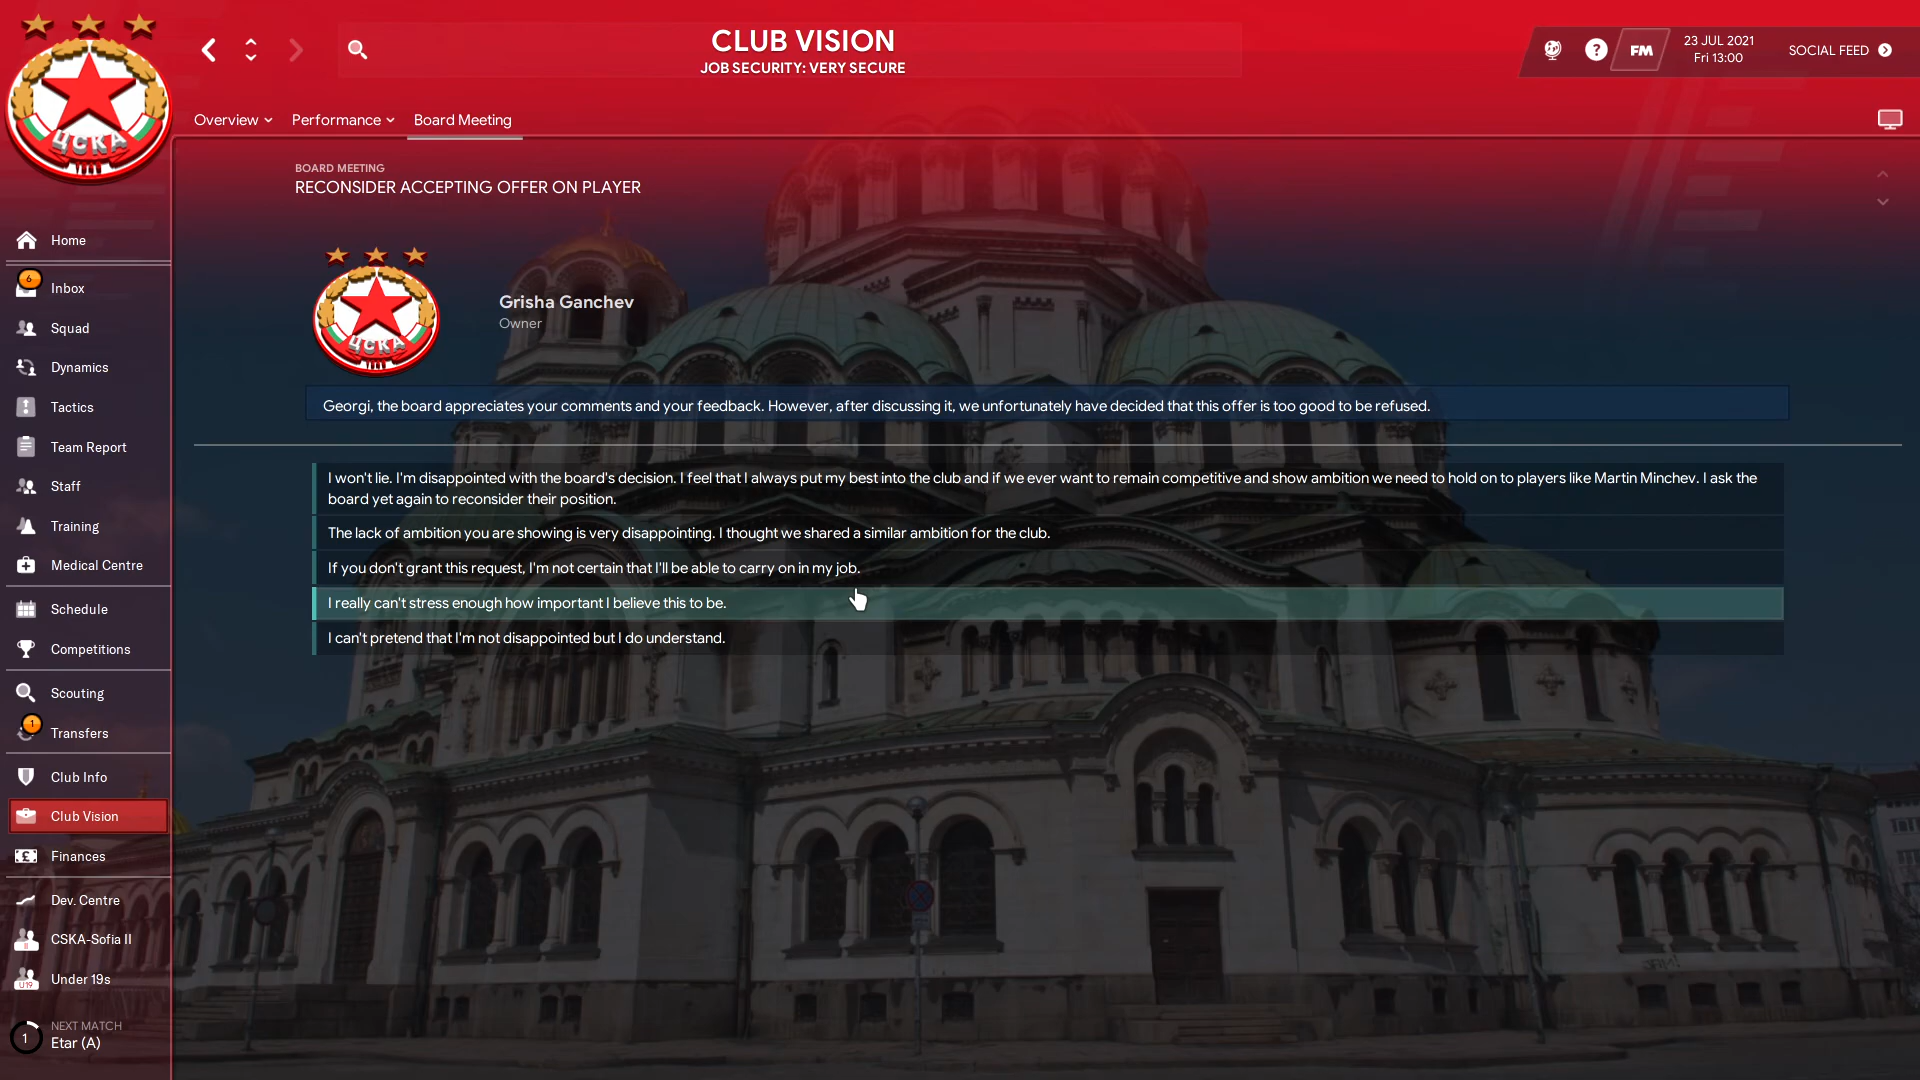 CLUB VISION
JOB SECURITY: VERY SECURE
?
FM
23 JUL 2021
Fri 13:00
SOCIAL FEED
ЦСКА
Overview
Performance
Board Meeting
BOARD MEETING
RECONSIDER ACCEPTING OFFER ON PLAYER
ЦСКА
Grisha Ganchev
Owner
Georgi, the board appreciates your comments and your feedback. However, after discussing it, we unfortunately have decided that this offer is too good to be refused.
I won't lie. I'm disappointed with the board's decision. I feel that I always put my best into the club and if we ever want to remain competitive and show ambition we need to hold on to players like Martin Minchev. I ask the
board yet again to reconsider their position.
The lack of ambition you are showing is very disappointing. I thought we shared a similar ambition for the club.
If you don't grant this request, I'm not certain that I'll be able to carry on in my job.
I really can't stress enough how important I believe this to be.
I can't pretend that I'm not disappointed but I do understand.
Home
6
Inbox
Squad
Dynamics
Tactics
Team Report
Staff
Training
Medical Centre
Schedule
Competitions
Scouting
1
Transfers
Club Info
Club Vision
£
Finances
Dev. Centre
II
CSKA-Sofia II
U19
Under 19s
NEXT MATCH
1
Etar (A)